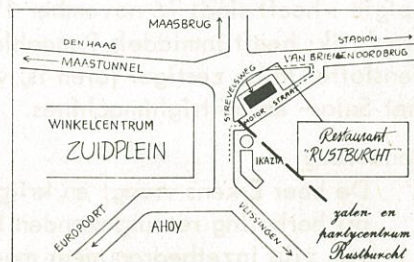 MAASBRUG
STADION
DEN HAAG
VAN BRIENENOORDBRUG
MAASTUNNEL
STREVELSWEG
MOTORSTRAAT
WINKELCENTRUM
ZUIDPLEIN
IKAZIA
Restaurant
"RUSTBURCHT"
EUROPOORT
AHOY
VLISSINGEN
zalen- en
partycentrum
Rustburcht